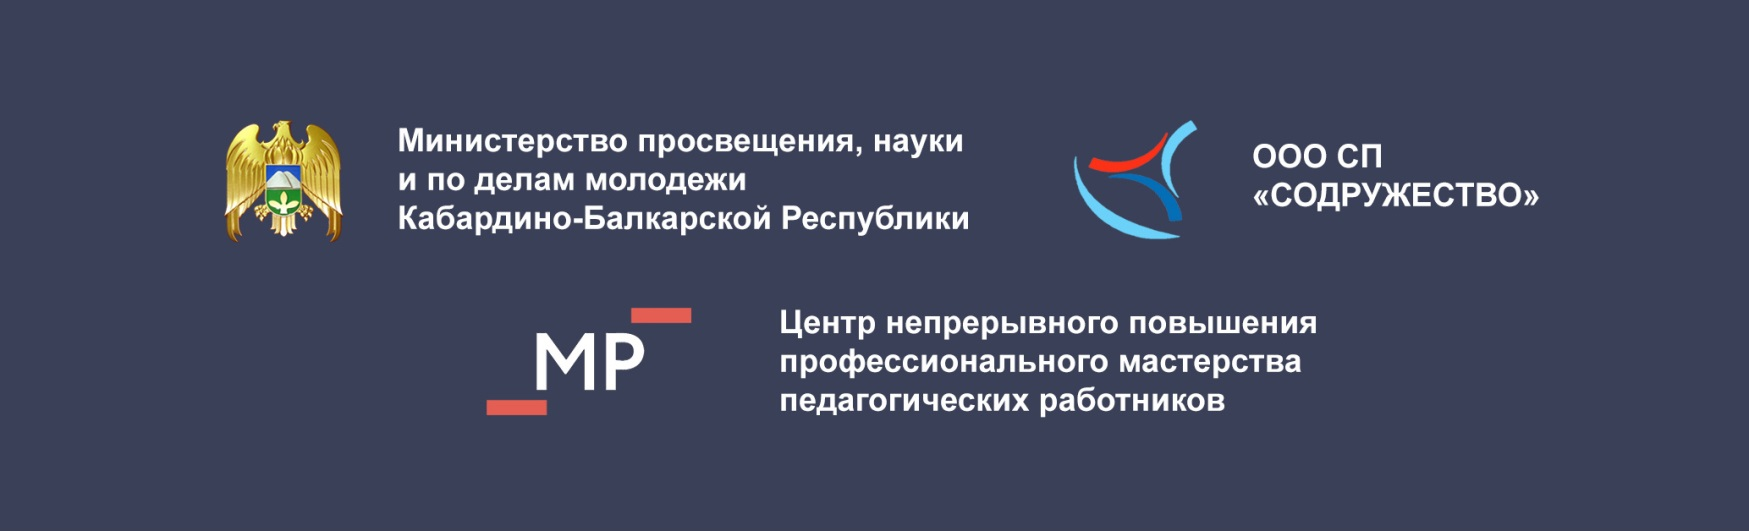 Министерство просвещения, науки
и по делам молодежи
Кабардино-Балкарской Республики
ООО СП
«СОДРУЖЕСТВО»
МР
Центр непрерывного повышения
профессионального мастерства
педагогических работников